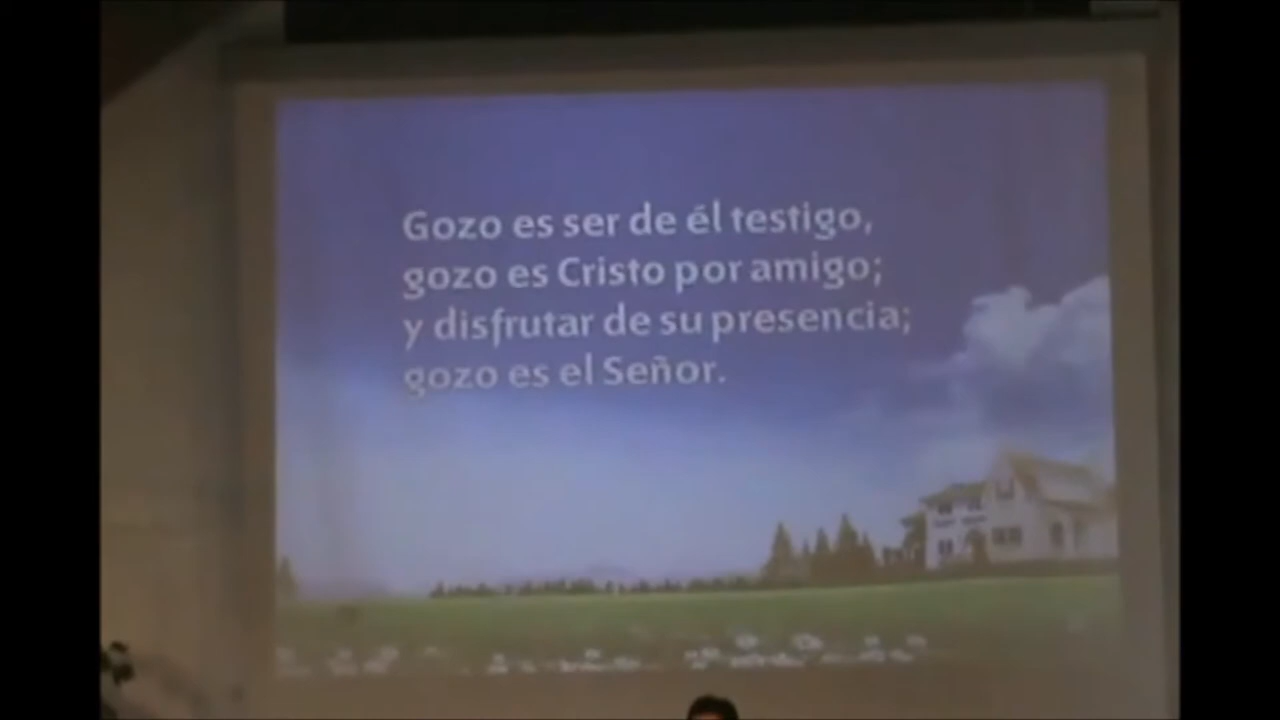 Gozo es ser de él testigo,
gozo es Cristo por amigo;
y disfrutar de su presencia;
gozo es el Señor.